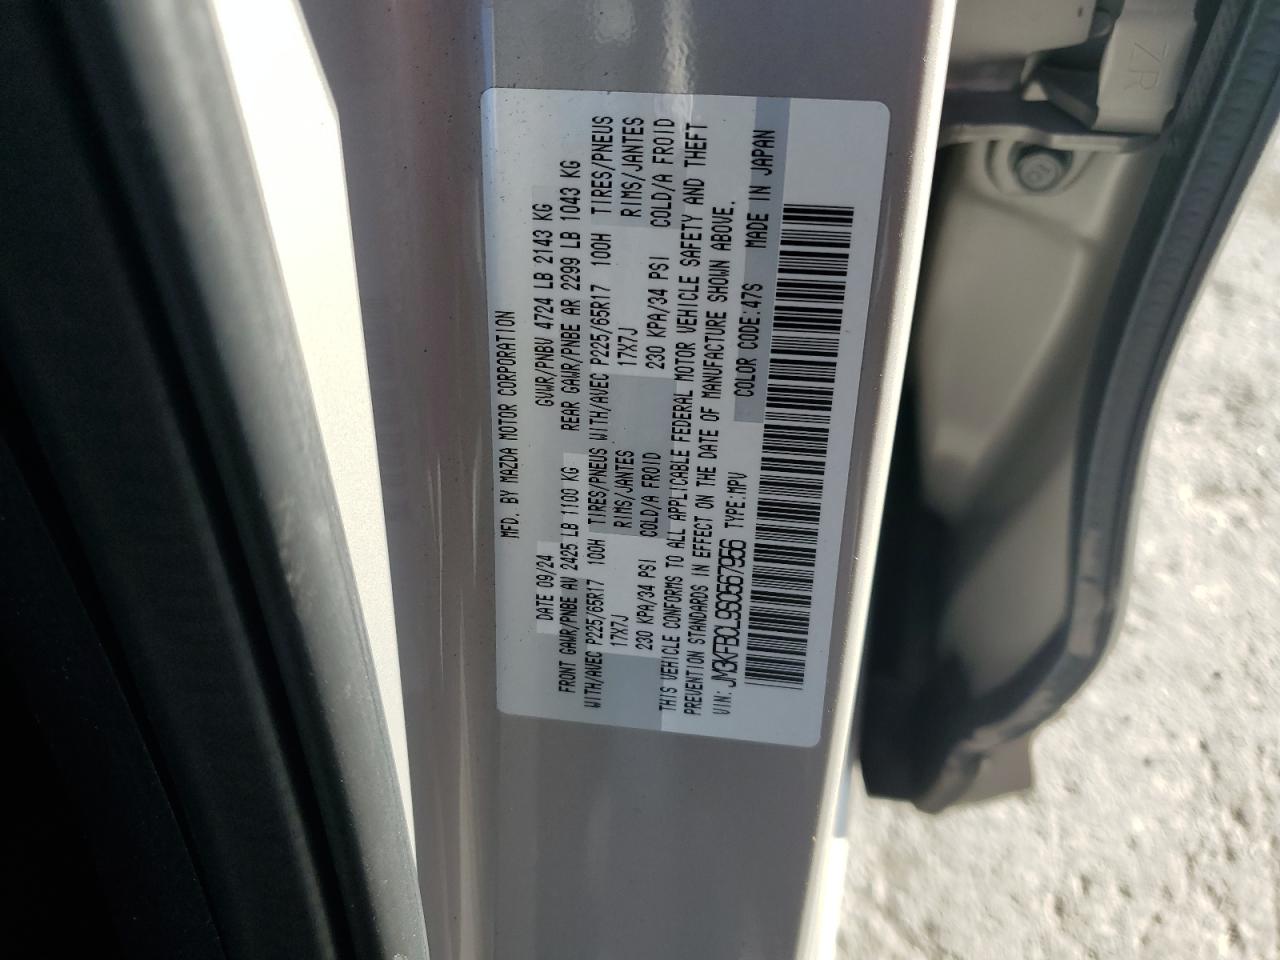 MFD. BY MAZDA MOTOR CORPORATION
DATE 09/24 GVWR/PNBV 4724 LB 2143 KG
FRONT GAWR/PNBE AV 2425 LB 1100 KG REAR GAWR/PNBE AR 2299 LB 1043 KG
WITH/AVEC P225/65R17 100H TIRES/PNEUS WITH/AVEC P225/65R17 100H TIRES/PNEUS
17X7J RIMS/JANTES 17X7J RIMS/JANTES
230 KPA/34 PSI COLD/A FROID 230 KPA/34 PSI COLD/A FROID
THIS VEHICLE CONFORMS TO ALL APPLICABLE FEDERAL MOTOR VEHICLE SAFETY AND THEFT
PREVENTION STANDARDS IN EFFECT ON THE DATE OF MANUFACTURE SHOWN ABOVE.
VIN: JM3KFBCL9S0567956 TYPE:MPV COLOR CODE:47S MADE IN JAPAN
ZR